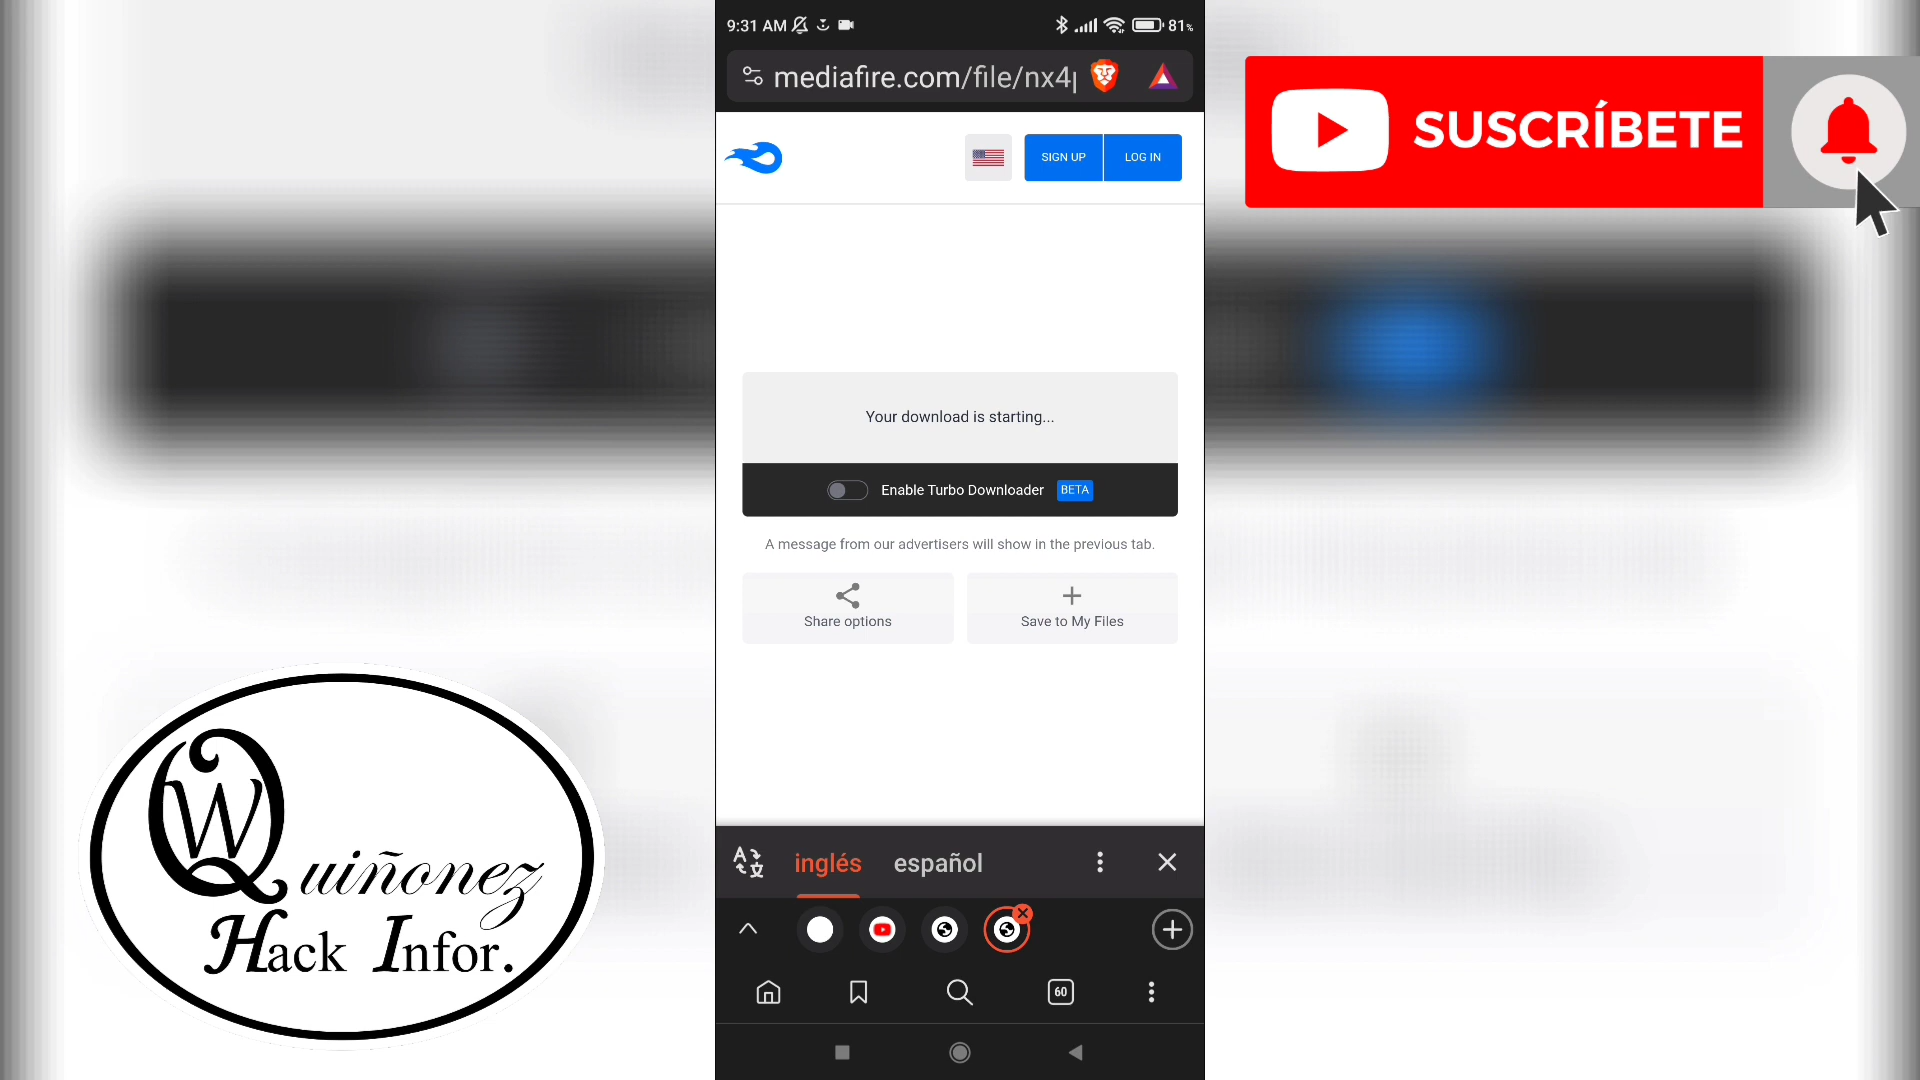 9:31 AM
81%
mediafire.com/file/nx4
SUSCRÍBETE
SIGN UP
LOG IN
Your download is starting...
Enable Turbo Downloader BETA
A message from our advertisers will show in the previous tab.
Share options
Save to My Files
QW
Quiñonez
Hack Infor.
inglés español
60